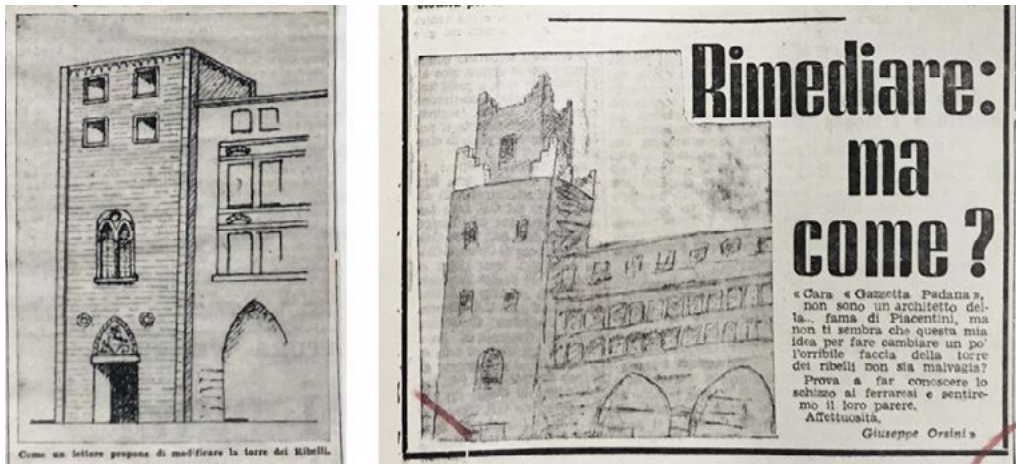 Come un lettore propone di modificare la torre dei Ribelli.
Rimediare:
ma
come?
«Cara «Gazzetta Padana»,
non sono un architetto del-
la.. fama di Piacentini, ma
non ti sembra che questa mia
idea per fare cambiare un po'
l'orribile faccia della torre
dei ribelli non sia malvagia?
Prova a far conoscere lo
schizzo ai ferraresi e sentire-
mo il loro parere.
Affettuosità.
Giuseppe Orsini»